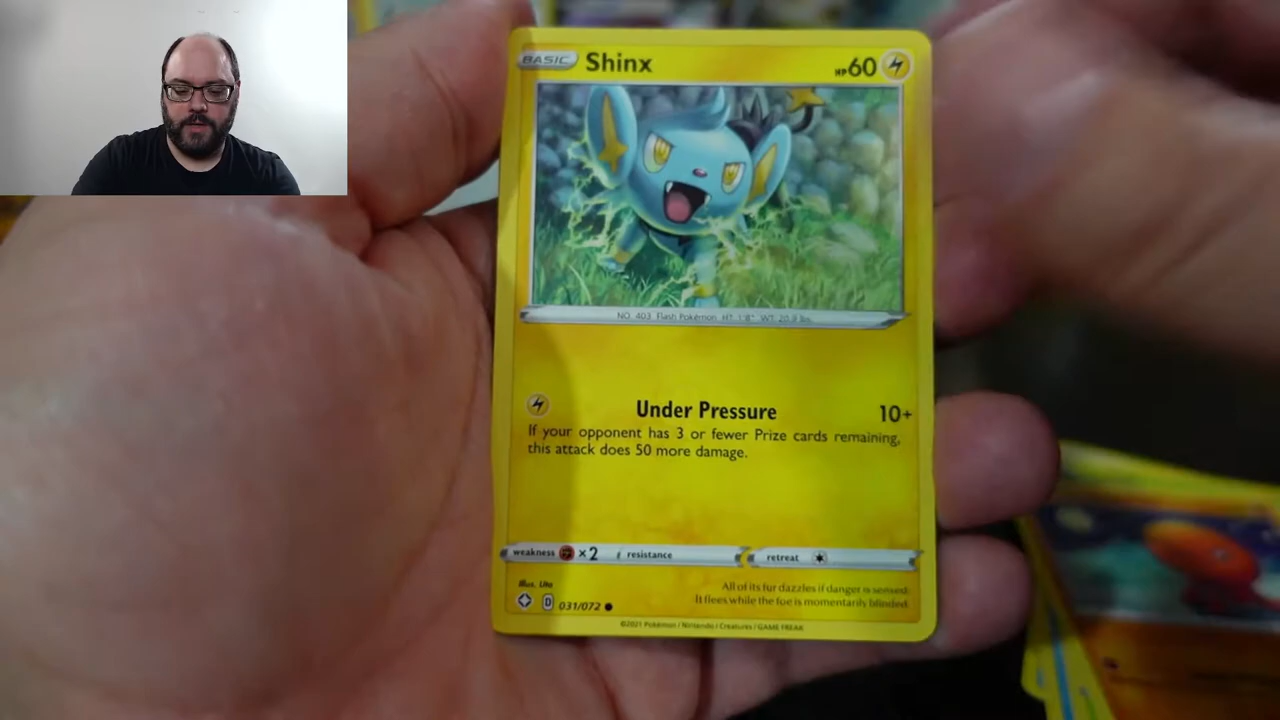 BASIC Shinx HP 60
NO. 403 Flash Pokémon HT: 1'8" WT: 20.9 lbs.
Under Pressure 10+
If your opponent has 3 or fewer Prize cards remaining,
this attack does 50 more damage.
weakness ×2 resistance retreat
Illus. Uta
D 031/072
All of its fur dazzles if danger is sensed.
It flees while the foe is momentarily blinded.
©2021 Pokémon / Nintendo / Creatures / GAME FREAK